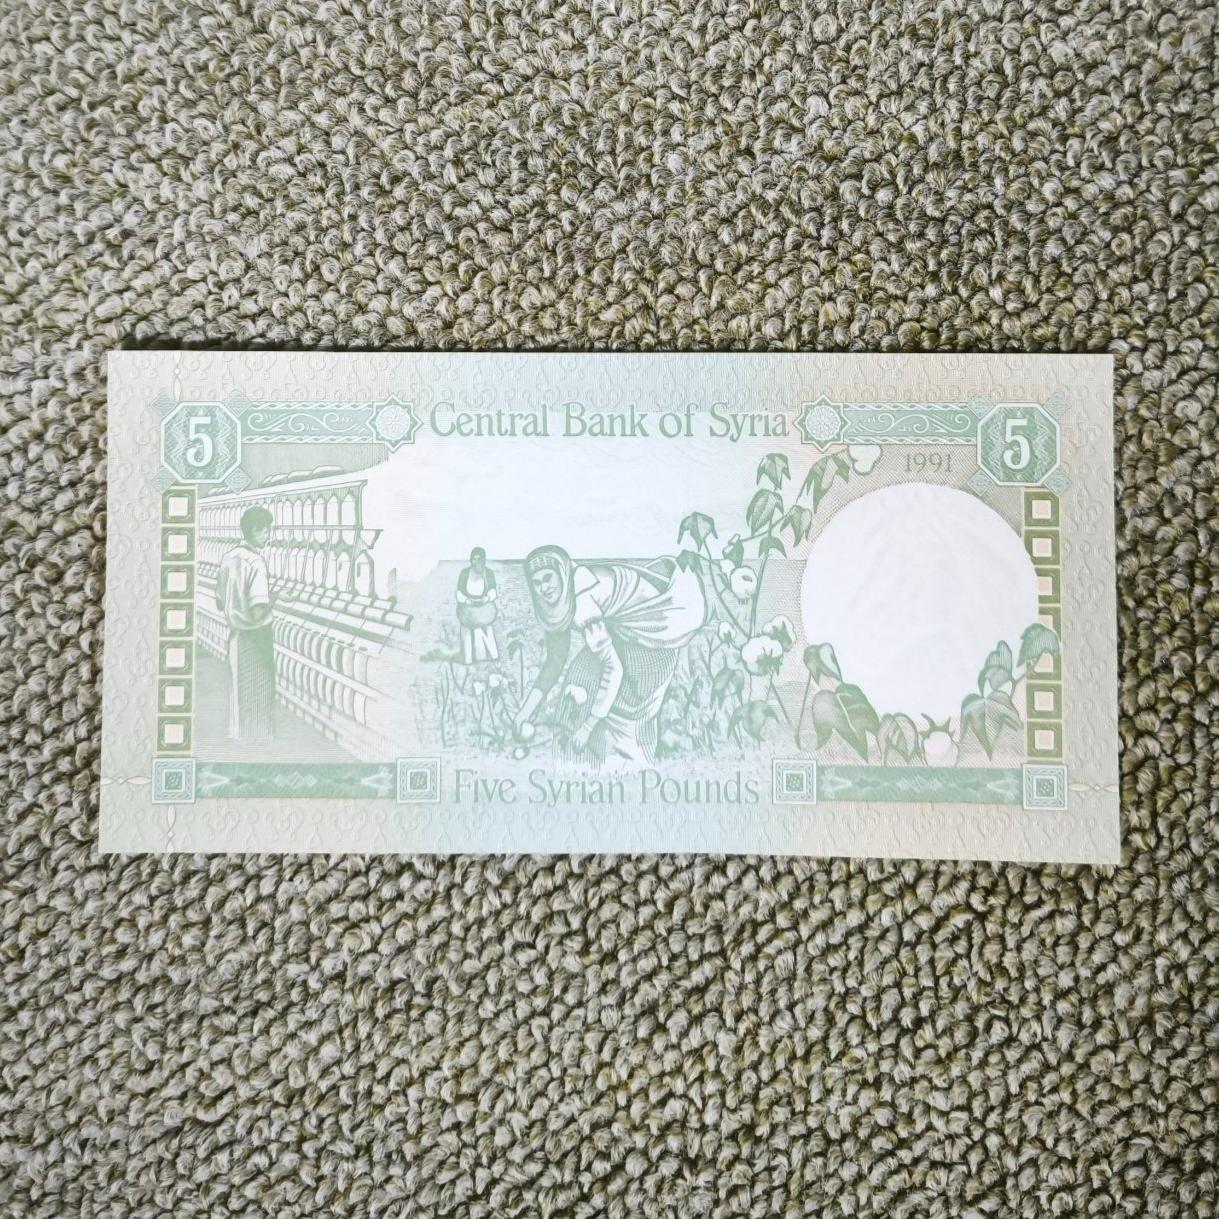 5
Central Bank of Syria
5
1991
Five Syrian Pounds